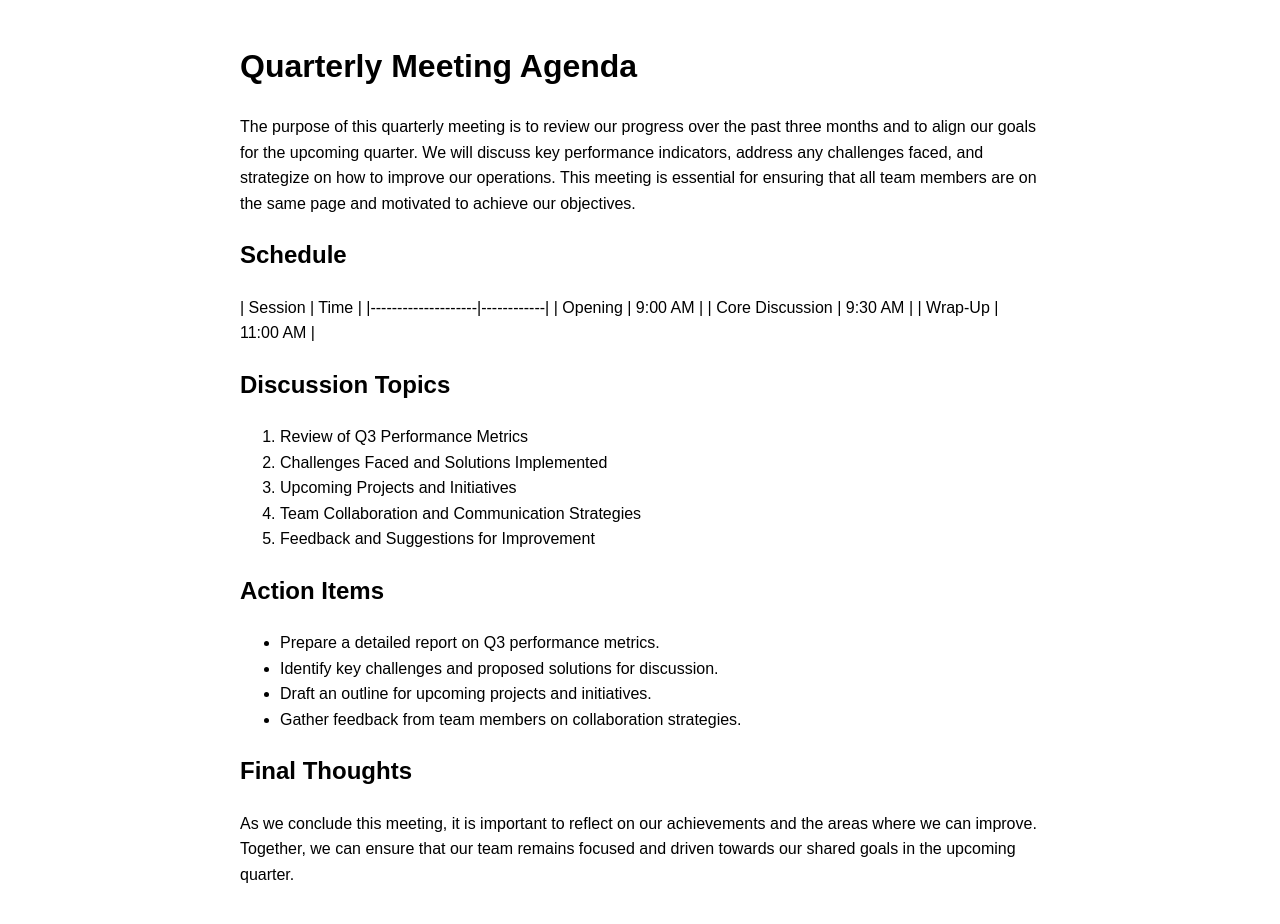 Quarterly Meeting Agenda
The purpose of this quarterly meeting is to review our progress over the past three months and to align our goals
for the upcoming quarter. We will discuss key performance indicators, address any challenges faced, and
strategize on how to improve our operations. This meeting is essential for ensuring that all team members are on
the same page and motivated to achieve our objectives.
Schedule
| Session | Time | |--------------------|------------| | Opening | 9:00 AM | | Core Discussion | 9:30 AM | | Wrap-Up |
11:00 AM |
Discussion Topics
1. Review of Q3 Performance Metrics
2. Challenges Faced and Solutions Implemented
3. Upcoming Projects and Initiatives
4. Team Collaboration and Communication Strategies
5. Feedback and Suggestions for Improvement
Action Items
• Prepare a detailed report on Q3 performance metrics.
• Identify key challenges and proposed solutions for discussion.
• Draft an outline for upcoming projects and initiatives.
• Gather feedback from team members on collaboration strategies.
Final Thoughts
As we conclude this meeting, it is important to reflect on our achievements and the areas where we can improve.
Together, we can ensure that our team remains focused and driven towards our shared goals in the upcoming
quarter.